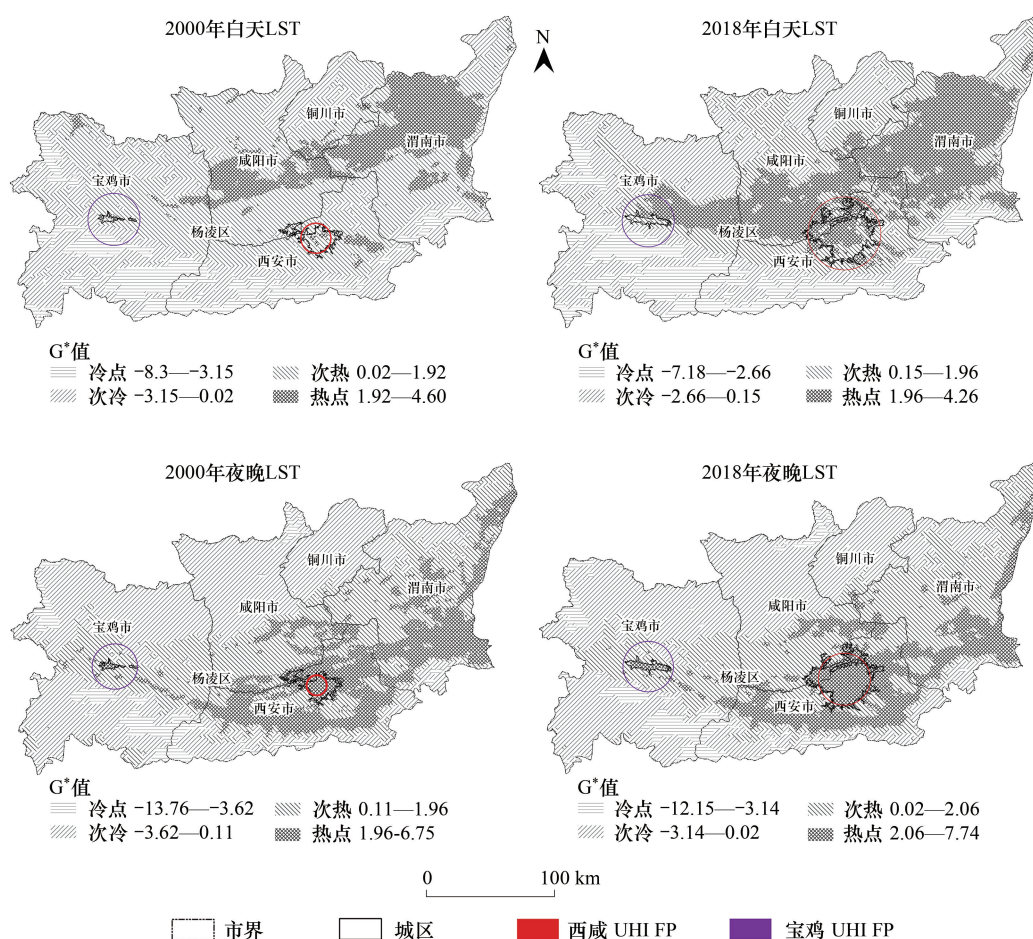 2000年白天LST
2018年白天LST
N
铜川市
渭南市
咸阳市
宝鸡市
杨凌区
西安市
铜川市
渭南市
咸阳市
宝鸡市
杨凌区
西安市
G*值
冷点 -8.3—-3.15
次热 0.02—1.92
次冷 -3.15—0.02
热点 1.92—4.60
G*值
冷点 -7.18—-2.66
次热 0.15—1.96
次冷 -2.66—0.15
热点 1.96—4.26
2000年夜晚LST
2018年夜晚LST
铜川市
渭南市
咸阳市
宝鸡市
杨凌区
西安市
铜川市
渭南市
咸阳市
宝鸡市
杨凌区
西安市
G*值
冷点 -13.76—-3.62
次热 0.11—1.96
次冷 -3.62—0.11
热点 1.96-6.75
G*值
冷点 -12.15—-3.14
次热 0.02—2.06
次冷 -3.14—0.02
热点 2.06—7.74
0 100 km
市界 城区 西咸 UHI FP 宝鸡 UHI FP